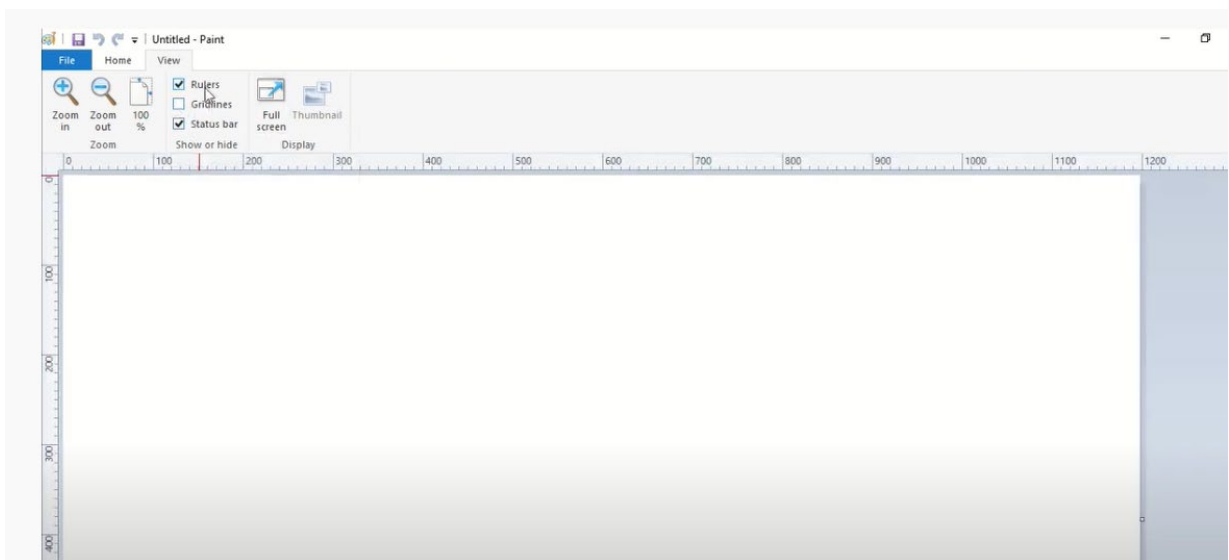 Untitled - Paint
File Home View
Rulers
Gridlines
Status bar
Zoom in
Zoom out
100 %
Full screen
Thumbnail
Zoom Show or hide Display
0 100 200 300 400 500 600 700 800 900 1000 1100 1200
0
100
200
300
400